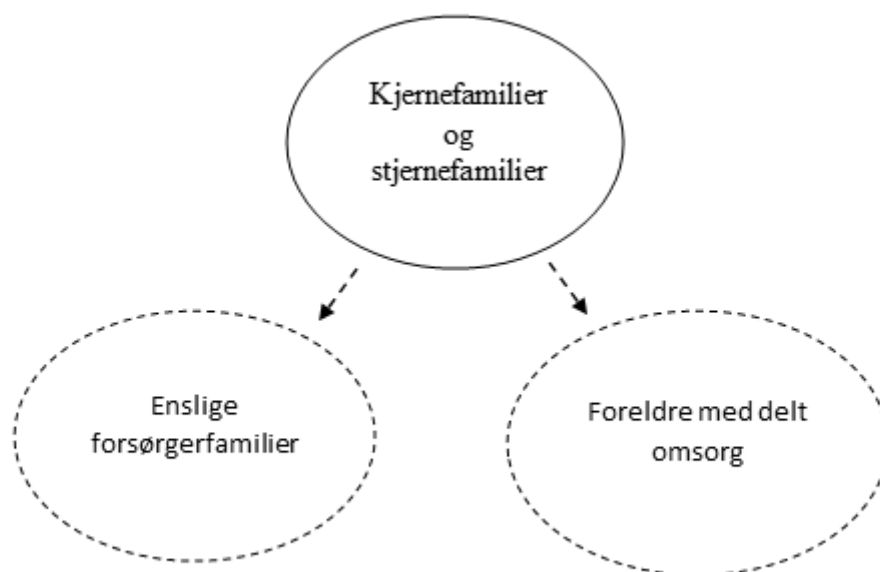 Kjernefamilier
og
stjernefamilier
Enslige
forsørgerfamilier
Foreldre med delt
omsorg